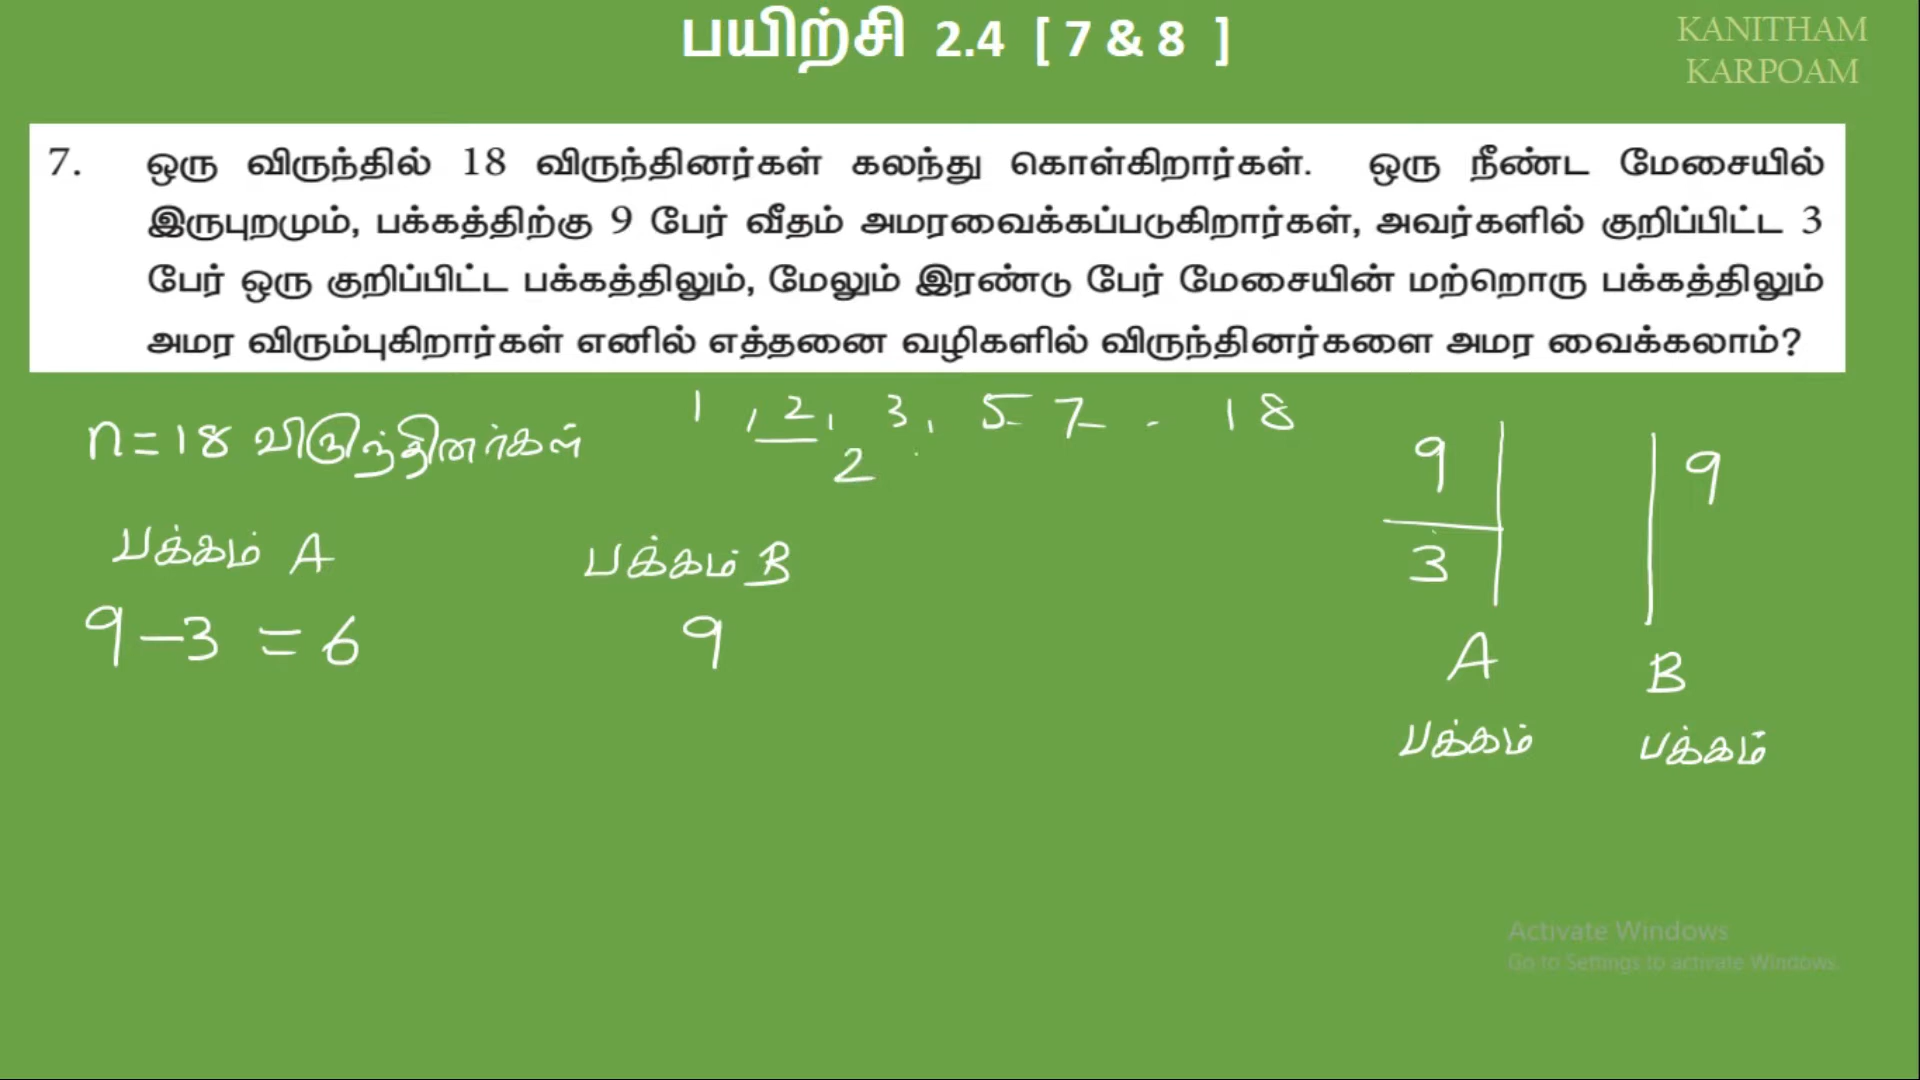 பயிற்சி 2.4 [ 7 & 8 ]
KANITHAM
KARPOAM
7. ஒரு விருந்தில் 18 விருந்தினர்கள் கலந்து கொள்கிறார்கள். ஒரு நீண்ட மேசையில்
இருபுறமும், பக்கத்திற்கு 9 பேர் வீதம் அமரவைக்கப்படுகிறார்கள், அவர்களில் குறிப்பிட்ட 3
பேர் ஒரு குறிப்பிட்ட பக்கத்திலும், மேலும் இரண்டு பேர் மேசையின் மற்றொரு பக்கத்திலும்
அமர விரும்புகிறார்கள் எனில் எத்தனை வழிகளில் விருந்தினர்களை அமர வைக்கலாம்?
1 , 2, 3, 5 7 - 18
2
n = 18 விருந்தினர்கள்
9 9
3
பக்கம் A பக்கம் B
9 – 3 = 6 9
A B
பக்கம் பக்கம்
Activate Windows
Go to Settings to activate Windows.